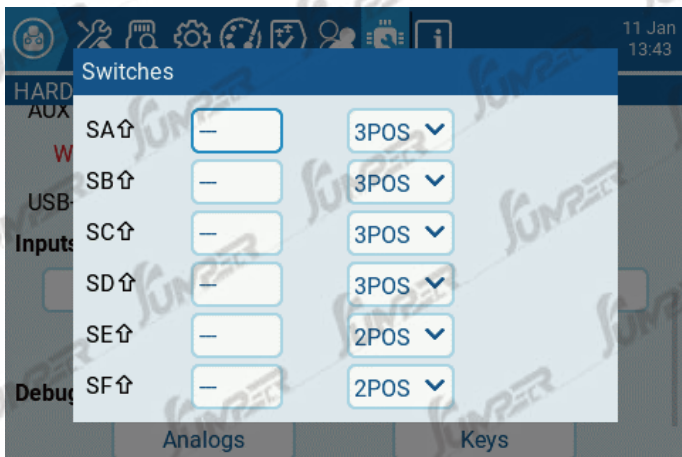 11 Jan
13:43
Switches
HARD
AUX
W
USB-
Inputs
Debug
SA⇧ --- 3POS
SB⇧ --- 3POS
SC⇧ --- 3POS
SD⇧ --- 3POS
SE⇧ --- 2POS
SF⇧ --- 2POS
Analogs Keys
JUMPER